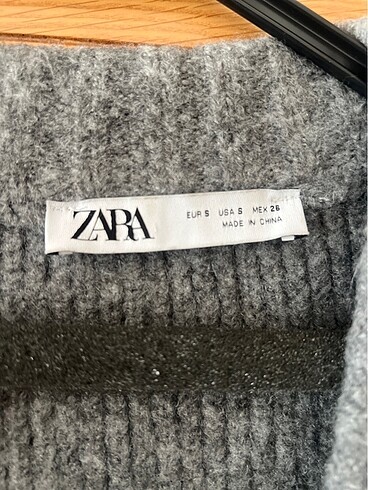 ZARA
EUR S USA S MEX 26
MADE IN CHINA